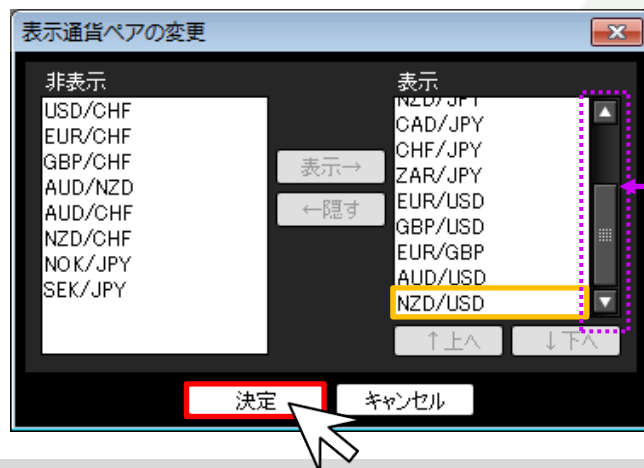 表示通貨ペアの変更
非表示
USD/CHF
EUR/CHF
GBP/CHF
AUD/NZD
AUD/CHF
NZD/CHF
NOK/JPY
SEK/JPY
表示→
←隠す
表示
NZD/JPY
CAD/JPY
CHF/JPY
ZAR/JPY
EUR/USD
GBP/USD
EUR/GBP
AUD/USD
NZD/USD
↑上へ
↓下へ
決定
キャンセル